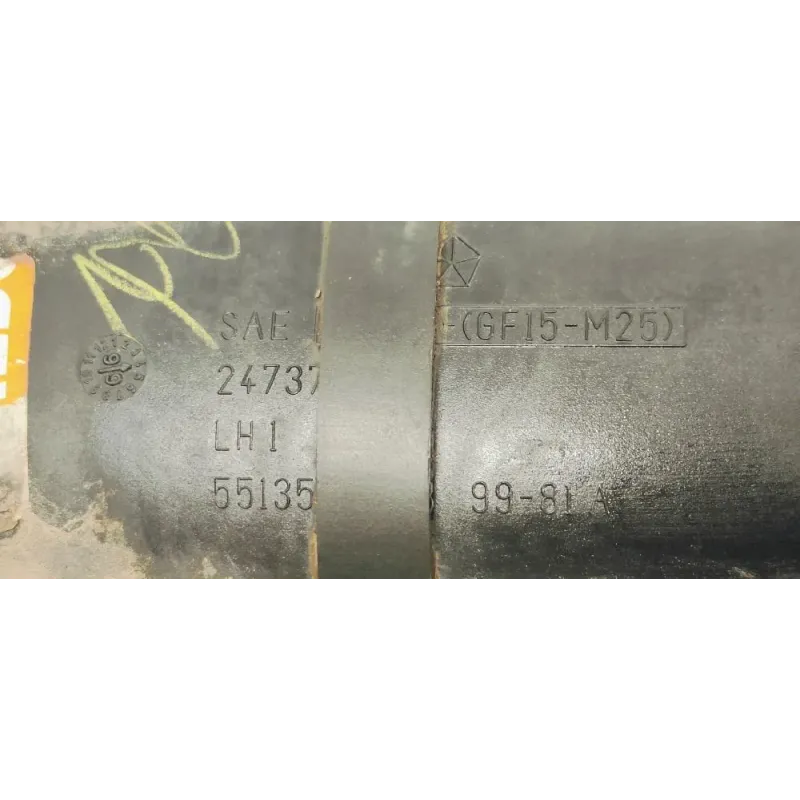 SAE -(GF15-M25)
24737
LH1
55135 99-81 A